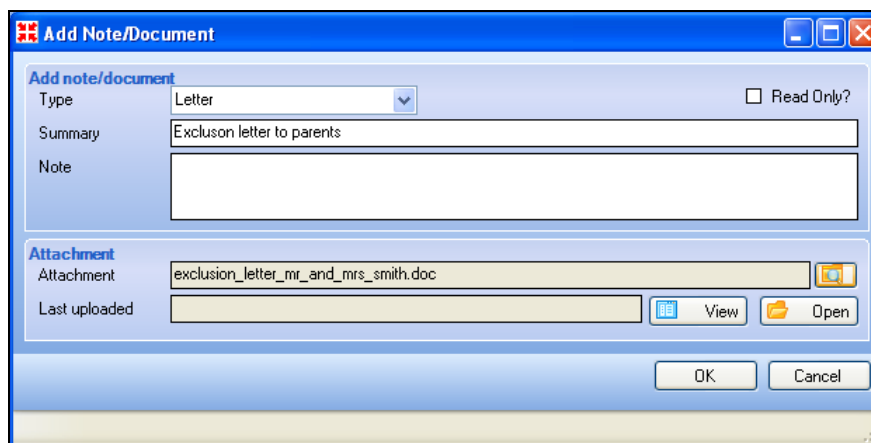 Add Note/Document
Add note/document
Type Letter Read Only?
Summary Excluson letter to parents
Note
Attachment
Attachment exclusion_letter_mr_and_mrs_smith.doc
Last uploaded View Open
OK Cancel